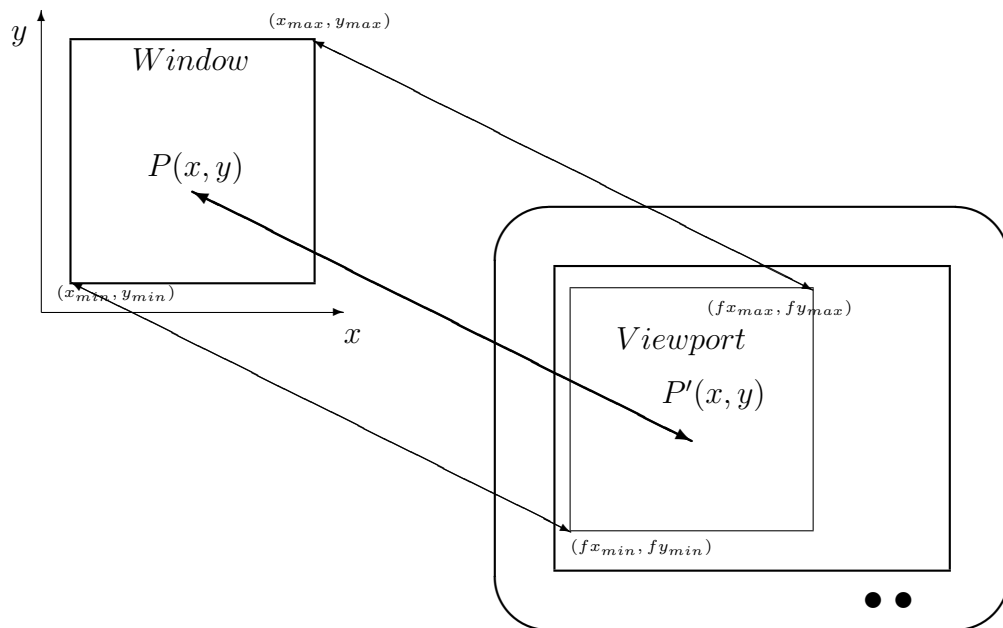 (x_{max}, y_{max})
y
Window
P(x, y)
(x_{min}, y_{min})
x
(fx_{max}, fy_{max})
Viewport
P'(x, y)
(fx_{min}, fy_{min})